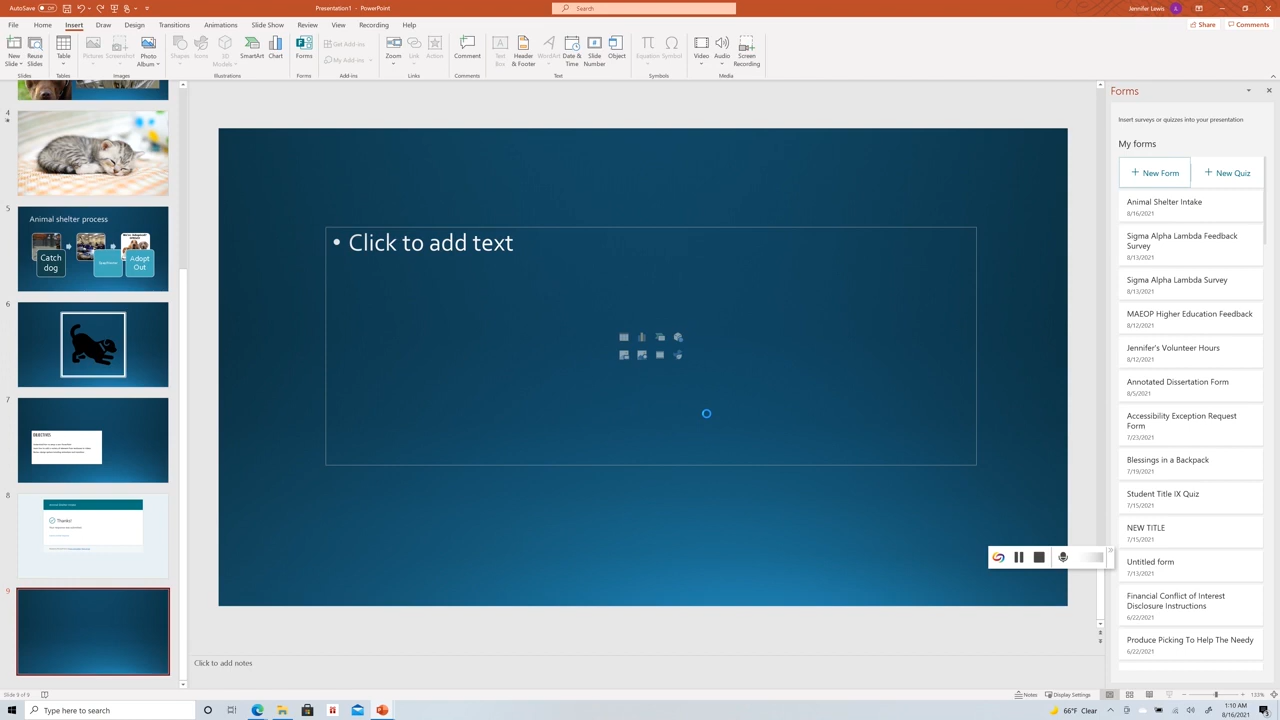 AutoSave Off
Presentation1 - PowerPoint
Search
Jennifer Lewis
File Home Insert Draw Design Transitions Animations Slide Show Review View Recording Help
Share Comments
New Slide
Reuse Slides
Table
Pictures
Screenshot
Photo Album
Shapes
Icons
3D Models
SmartArt
Chart
Forms
Get Add-ins
My Add-ins
Zoom
Link
Action
Comment
Text Box
Header & Footer
WordArt
Date & Time
Slide Number
Object
Equation
Symbol
Video
Audio
Screen Recording
Slides Tables Images Illustrations Forms Add-ins Links Comments Text Symbols Media
4
5
Animal shelter process
Catch dog
Adopt Out
6
7
OBJECTIVES
8
Animal Shelter Intake
Thanks!
9
• Click to add text
Click to add notes
Forms
Insert surveys or quizzes into your presentation
My forms
+ New Form
+ New Quiz
Animal Shelter Intake
8/16/2021
Sigma Alpha Lambda Feedback
Survey
8/13/2021
Sigma Alpha Lambda Survey
8/13/2021
MAEOP Higher Education Feedback
8/12/2021
Jennifer's Volunteer Hours
8/12/2021
Annotated Dissertation Form
8/5/2021
Accessibility Exception Request
Form
7/23/2021
Blessings in a Backpack
7/19/2021
Student Title IX Quiz
7/15/2021
NEW TITLE
7/15/2021
Untitled form
7/13/2021
Financial Conflict of Interest
Disclosure Instructions
6/22/2021
Produce Picking To Help The Needy
6/22/2021
Slide 9 of 9
Notes
Display Settings
133%
Type here to search
66°F Clear
1:10 AM
8/16/2021